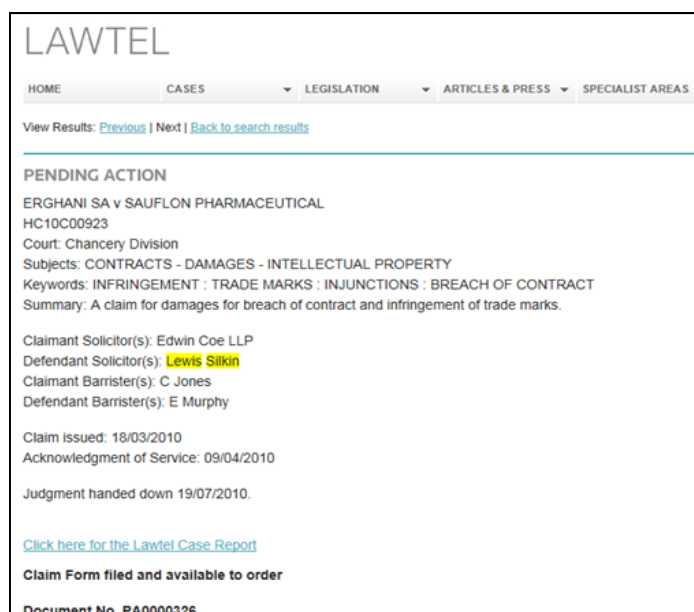 LAWTEL
HOME CASES LEGISLATION ARTICLES & PRESS SPECIALIST AREAS
View Results: Previous | Next | Back to search results
PENDING ACTION
ERGHANI SA v SAUFLON PHARMACEUTICAL
HC10C00923
Court: Chancery Division
Subjects: CONTRACTS - DAMAGES - INTELLECTUAL PROPERTY
Keywords: INFRINGEMENT : TRADE MARKS : INJUNCTIONS : BREACH OF CONTRACT
Summary: A claim for damages for breach of contract and infringement of trade marks.
Claimant Solicitor(s): Edwin Coe LLP
Defendant Solicitor(s): Lewis Silkin
Claimant Barrister(s): C Jones
Defendant Barrister(s): E Murphy
Claim issued: 18/03/2010
Acknowledgment of Service: 09/04/2010
Judgment handed down 19/07/2010.
Click here for the Lawtel Case Report
Claim Form filed and available to order
Document No. PA0000326